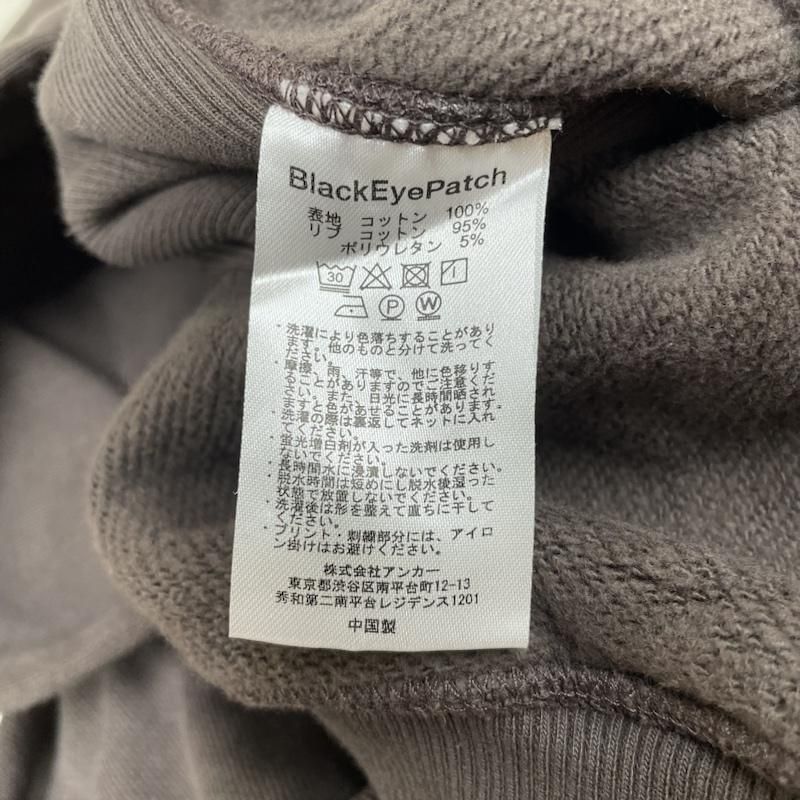 BlackEyePatch
表地 コットン 100%
リブ コットン 95%
ポリウレタン 5%
30
P W
・洗濯により色落ちすることがあり
ます。他のものと分けて洗ってく
ださい。
・摩擦、雨、汗等で、他に色移りす
ることがありますのでご注意くだ
さい。また、日光に長時間晒され
ますと色があせることがあります。
・洗濯の際は裏返してネットに入れ
てください。
・蛍光増白剤が入った洗剤は使用し
ないでください。
・長時間水に浸漬しないでください。
・脱水時間は短めにし脱水後湿った
状態で放置しないでください。
・洗濯後は形を整えて直ちに干して
ください。
・プリント・刺繍部分には、アイロ
ン掛けはお避けください。
株式会社アンカー
東京都渋谷区南平台町12-13
秀和第二南平台レジデンス1201
中国製